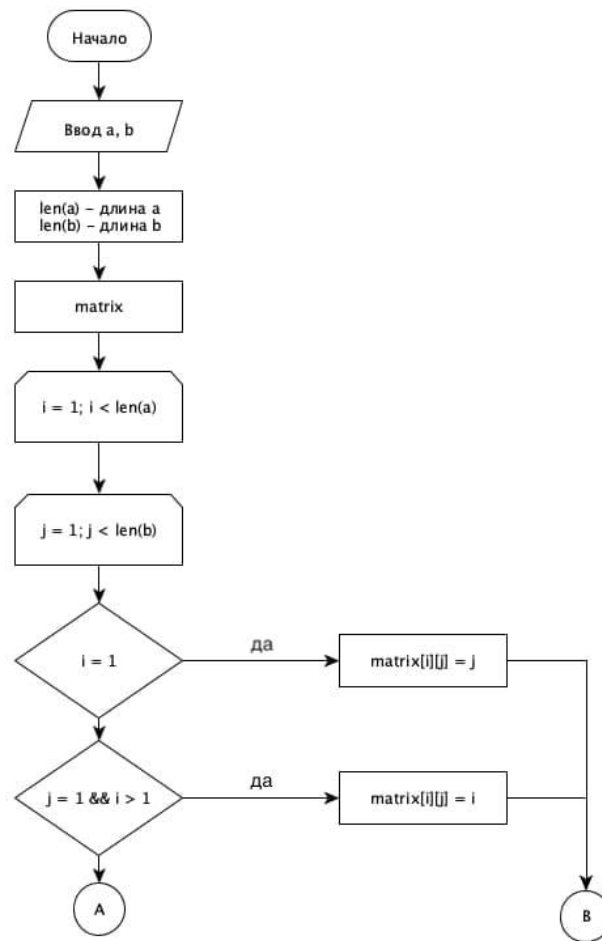 Начало
Ввод a, b
len(a) – длина a
len(b) – длина b
matrix
i = 1; i < len(a)
j = 1; j < len(b)
i = 1
да
matrix[i][j] = j
j = 1 && i > 1
да
matrix[i][j] = i
A
B